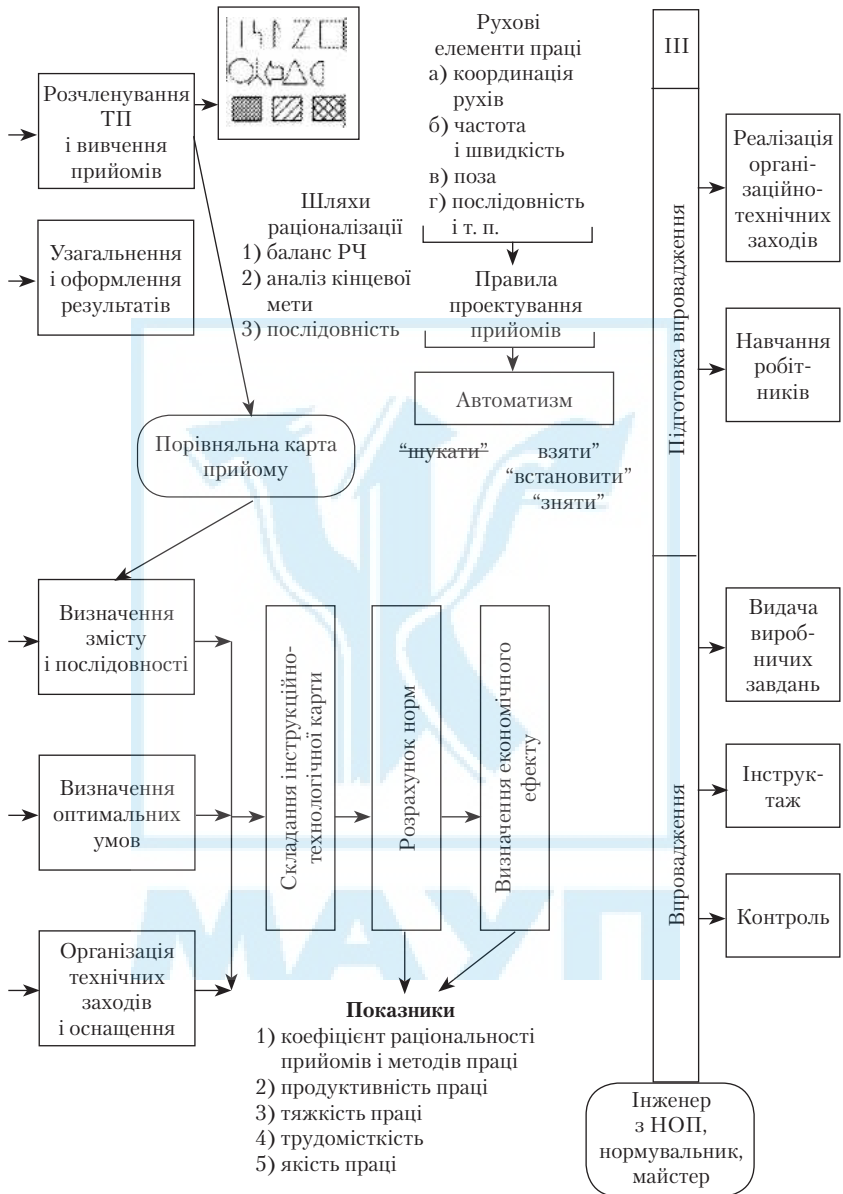 Розчленування
ТП
і вивчення
прийомів
Узагальнення
і оформлення
результатів
Шляхи
раціоналізації
1) баланс РЧ
2) аналіз кінцевої
мети
3) послідовність
Рухові
елементи праці
а) координація
рухів
б) частота
і швидкість
в) поза
г) послідовність
і т. п.
Правила
проектування
прийомів
Автоматизм
“шукати”
взяти”
“встановити”
“зняти”
Порівняльна карта
прийому
Визначення
змісту
і послідовності
Визначення
оптимальних
умов
Організація
технічних
заходів
і оснащення
Складання інструкційно-
технологічної карти
Розрахунок норм
Визначення економічного
ефекту
Показники
1) коефіцієнт раціональності
прийомів і методів праці
2) продуктивність праці
3) тяжкість праці
4) трудомісткість
5) якість праці
III
Підготовка впровадження
Впровадження
Реалізація
органі-
заційно-
технічних
заходів
Навчання
робіт-
ників
Видача
вироб-
ничих
завдань
Інструк-
таж
Контроль
Інженер
з НОП,
нормувальник,
майстер
МАУП